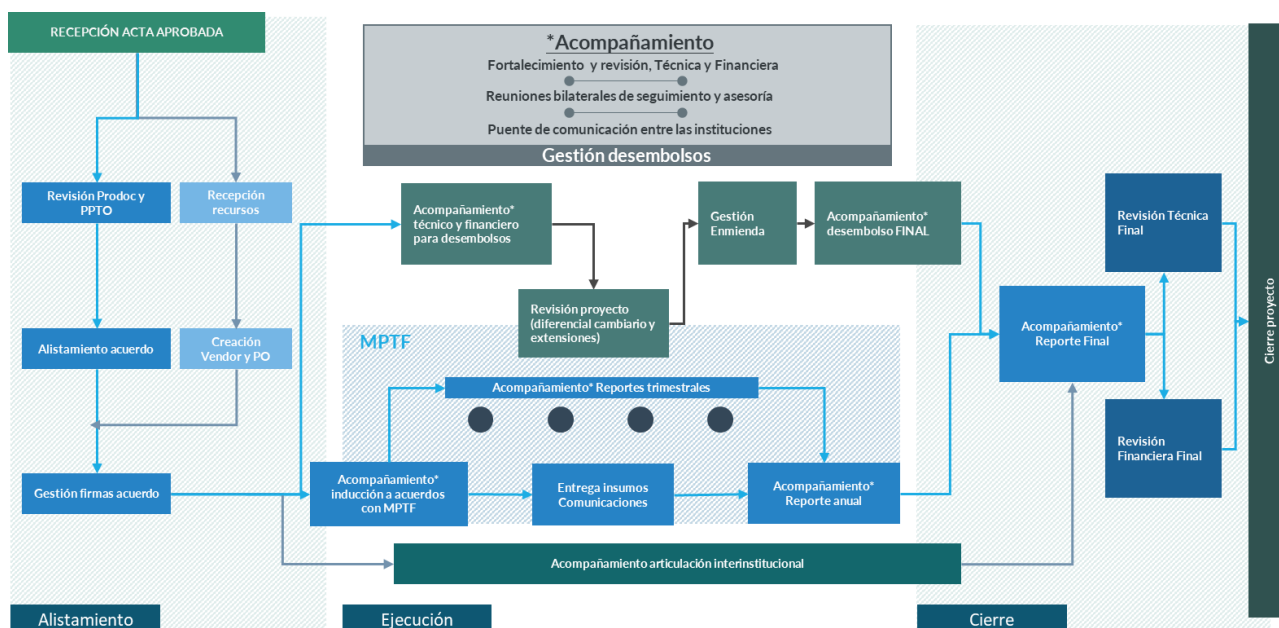 RECEPCIÓN ACTA APROBADA
*Acompañamiento
Fortalecimiento y revisión, Técnica y Financiera
Reuniones bilaterales de seguimiento y asesoría
Puente de comunicación entre las instituciones
Gestión desembolsos
Revisión Prodoc y
PPTO
Recepción
recursos
Alistamiento acuerdo
Creación
Vendor y PO
Gestión firmas acuerdo
Acompañamiento*
técnico y financiero
para desembolsos
Revisión proyecto
(diferencial cambiario y
extensiones)
Gestión
Enmienda
Acompañamiento*
desembolso FINAL
MPTF
Acompañamiento* Reportes trimestrales
Acompañamiento*
inducción a acuerdos
con MPTF
Entrega insumos
Comunicaciones
Acompañamiento*
Reporte anual
Acompañamiento articulación interinstitucional
Acompañamiento*
Reporte Final
Revisión Técnica
Final
Revisión
Financiera Final
Cierre proyecto
Alistamiento
Ejecución
Cierre